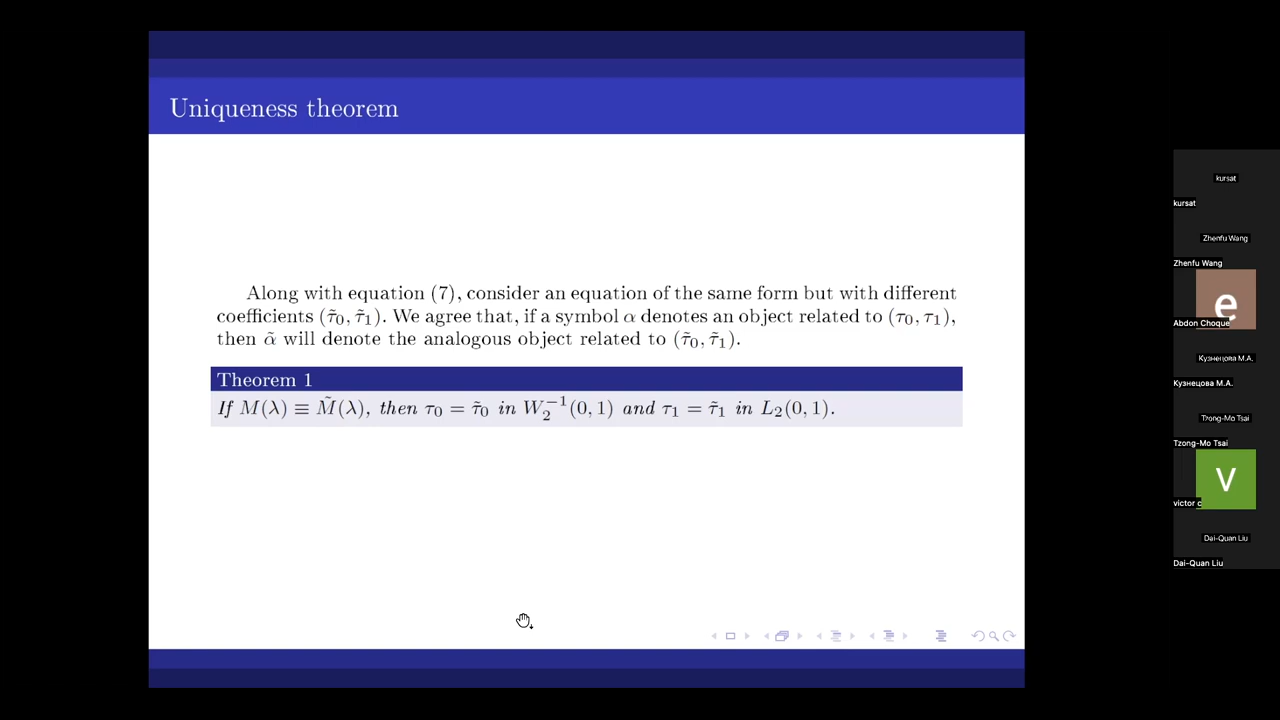 Uniqueness theorem
Along with equation (7), consider an equation of the same form but with different
coefficients (τ̃₀, τ̃₁). We agree that, if a symbol α denotes an object related to (τ₀, τ₁),
then α̃ will denote the analogous object related to (τ̃₀, τ̃₁).
Theorem 1
If M(λ) ≡ M̃(λ), then τ₀ = τ̃₀ in W₂⁻¹(0, 1) and τ₁ = τ̃₁ in L₂(0, 1).
kursat
kursat
Zhenfu Wang
Zhenfu Wang
e
Abdon Choque
Кузнецова М.А.
Кузнецова М.А.
Tzong-Mo Tsai
Tzong-Mo Tsai
V
victor c
Dai-Quan Liu
Dai-Quan Liu